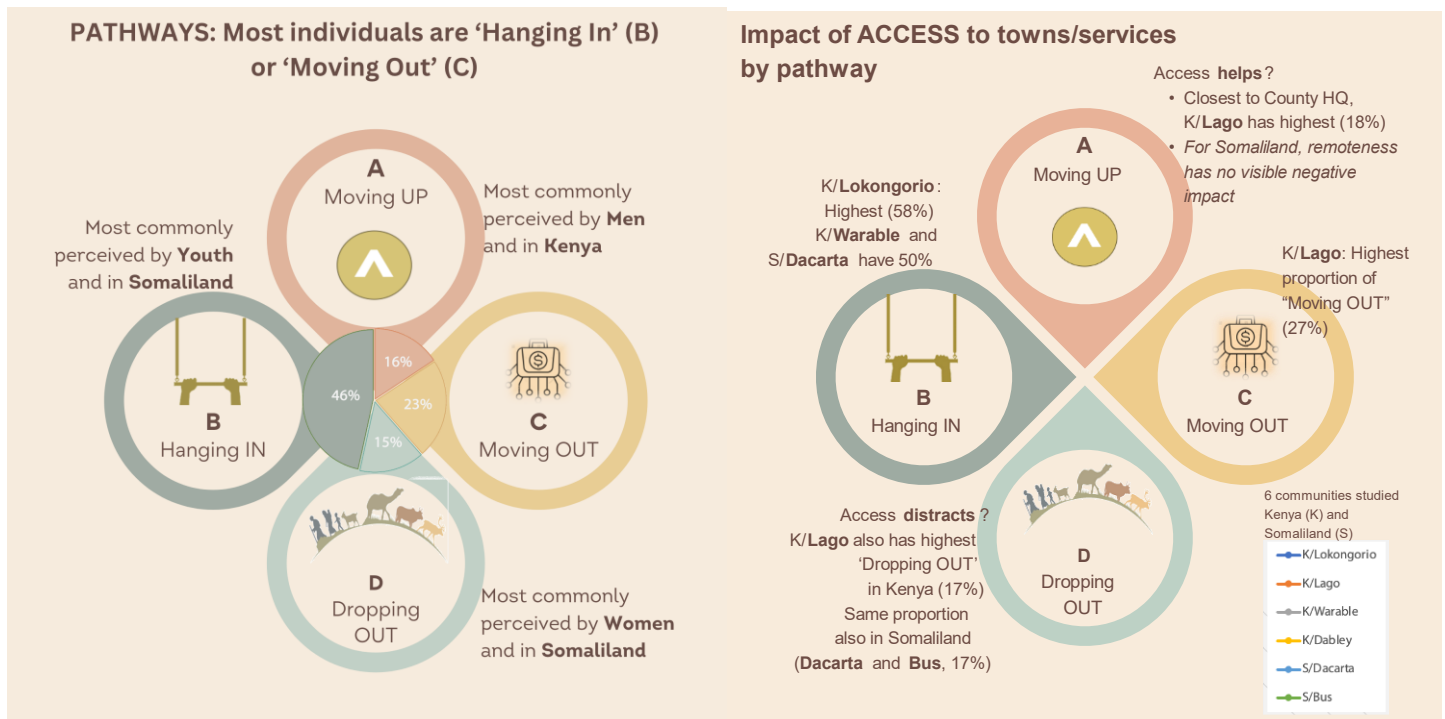 PATHWAYS: Most individuals are ‘Hanging In’ (B)
or ‘Moving Out’ (C)
A
Moving UP
Most commonly
perceived by Men
and in Kenya
Most commonly
perceived by Youth
and in Somaliland
B
Hanging IN
16%
46%
23%
15%
$
C
Moving OUT
D
Dropping
OUT
Most commonly
perceived by Women
and in Somaliland
Impact of ACCESS to towns/services
by pathway
Access helps?
• Closest to County HQ,
K/Lago has highest (18%)
• For Somaliland, remoteness
has no visible negative
impact
A
Moving UP
K/Lokongorio:
Highest (58%)
K/Warable and
S/Dacarta have 50%
B
Hanging IN
K/Lago: Highest
proportion of
“Moving OUT”
(27%)
$
C
Moving OUT
Access distracts?
K/Lago also has highest
‘Dropping OUT’
in Kenya (17%)
Same proportion
also in Somaliland
(Dacarta and Bus, 17%)
D
Dropping
OUT
6 communities studied
Kenya (K) and
Somaliland (S)
K/Lokongorio
K/Lago
K/Warable
K/Dabley
S/Dacarta
S/Bus